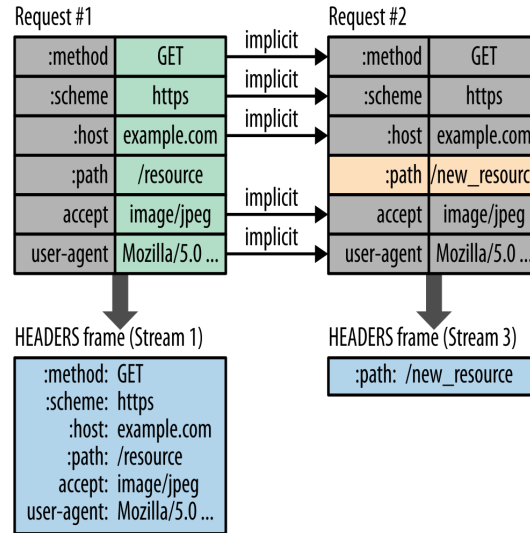 Request #1
Request #2
:method GET implicit :method GET
:scheme https implicit :scheme https
:host example.com implicit :host example.com
:path /resource :path /new_resourc
accept image/jpeg implicit accept image/jpeg
user-agent Mozilla/5.0 ... implicit user-agent Mozilla/5.0 ...
HEADERS frame (Stream 1)
HEADERS frame (Stream 3)
:method: GET
:scheme: https
:host: example.com
:path: /resource
accept: image/jpeg
user-agent: Mozilla/5.0 ...
:path: /new_resource